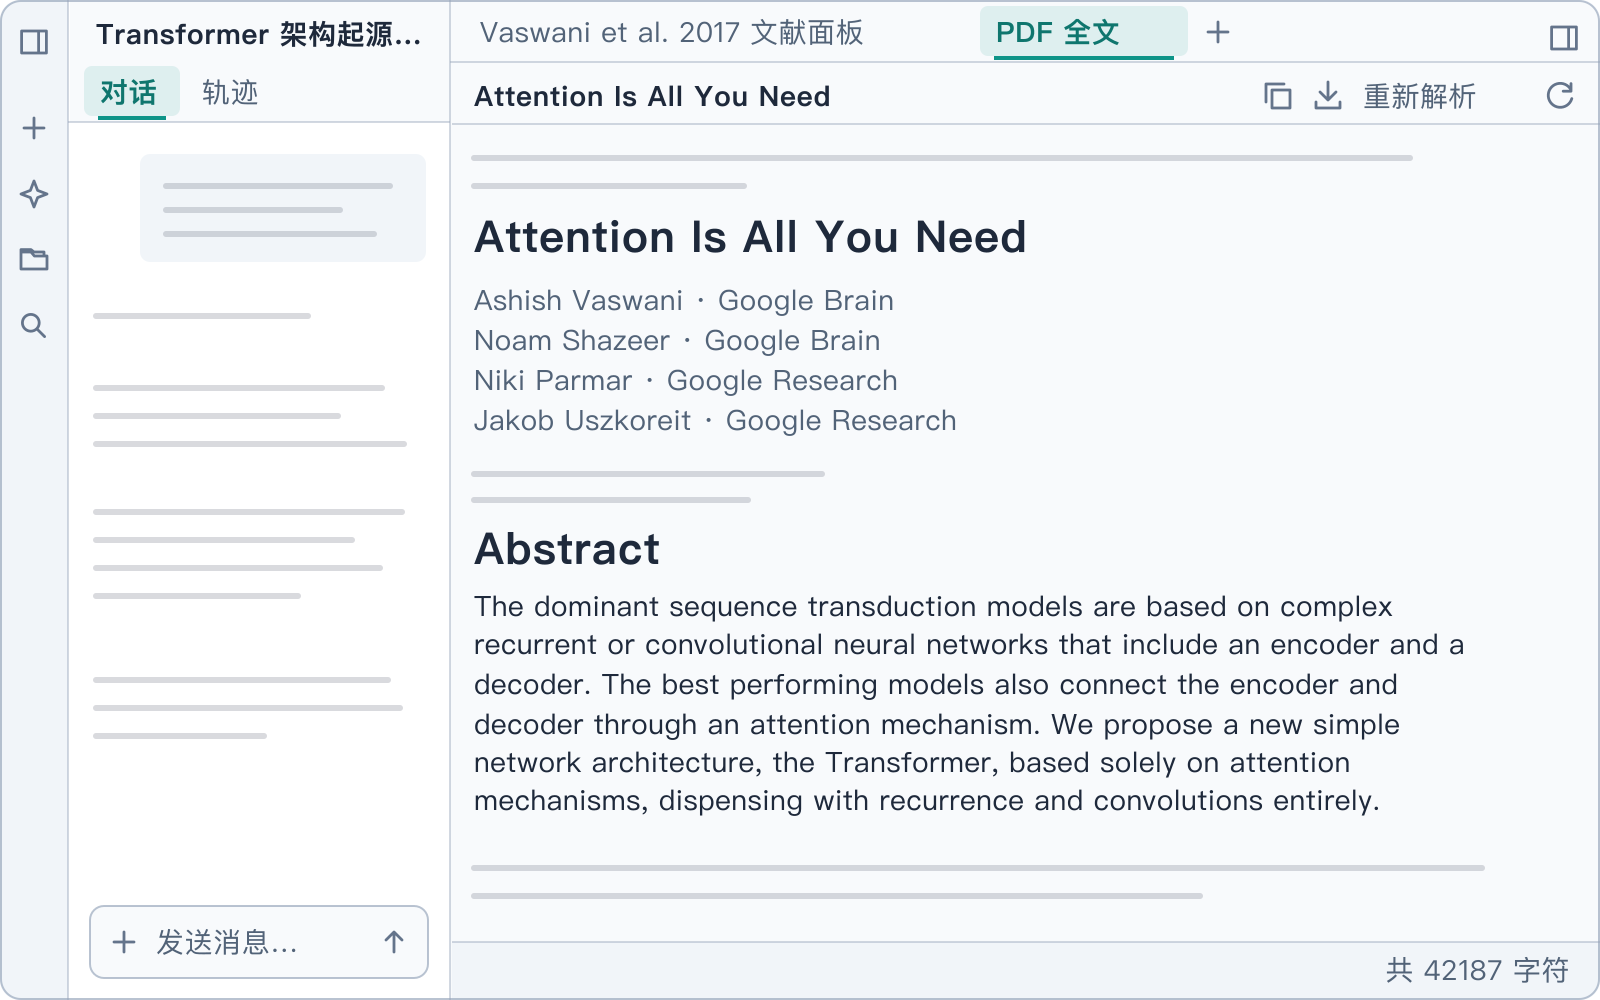 Transformer 架构起源...
对话 轨迹
发送消息...
Vaswani et al. 2017 文献面板
PDF 全文
Attention Is All You Need
重新解析
Attention Is All You Need
Ashish Vaswani · Google Brain
Noam Shazeer · Google Brain
Niki Parmar · Google Research
Jakob Uszkoreit · Google Research
Abstract
The dominant sequence transduction models are based on complex
recurrent or convolutional neural networks that include an encoder and a
decoder. The best performing models also connect the encoder and
decoder through an attention mechanism. We propose a new simple
network architecture, the Transformer, based solely on attention
mechanisms, dispensing with recurrence and convolutions entirely.
共 42187 字符